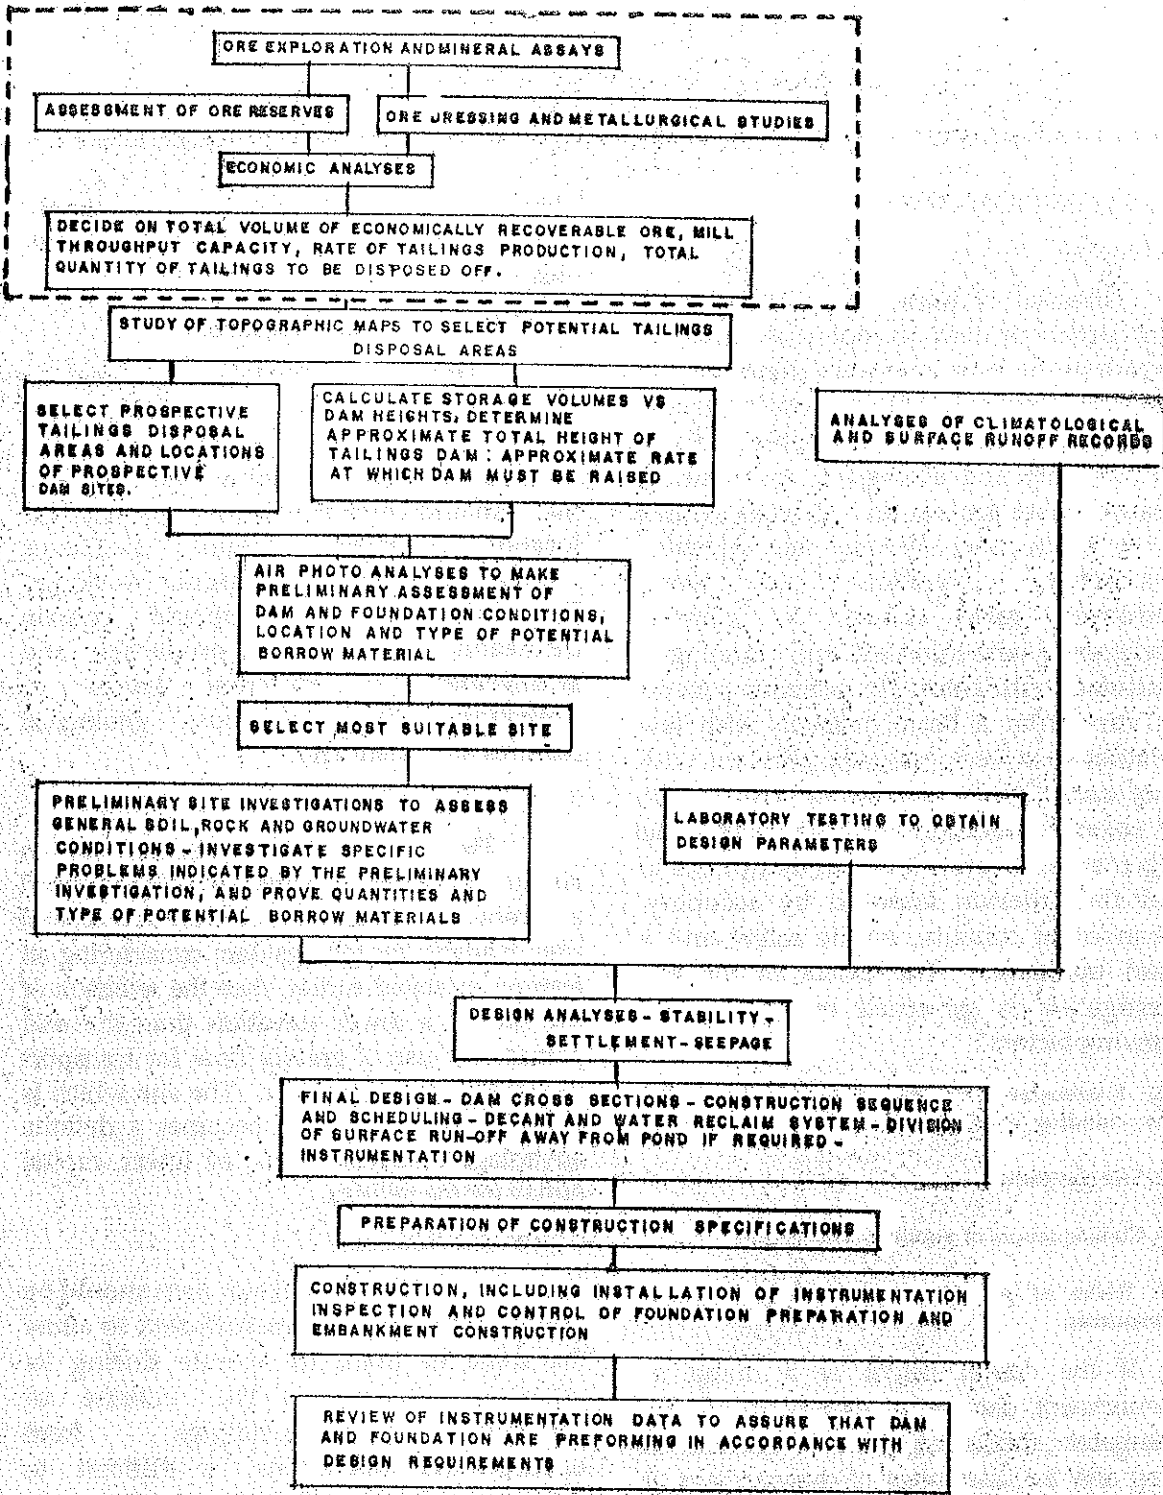 ORE EXPLORATION ANDMINERAL ASSAYS
ASSESSMENT OF ORE RESERVES
ORE DRESSING AND METALLURGICAL STUDIES
ECONOMIC ANALYSES
DECIDE ON TOTAL VOLUME OF ECONOMICALLY RECOVERABLE ORE, MILL
THROUGHPUT CAPACITY, RATE OF TAILINGS PRODUCTION, TOTAL
QUANTITY OF TAILINGS TO BE DISPOSED OFF.
STUDY OF TOPOGRAPHIC MAPS TO SELECT POTENTIAL TAILINGS
DISPOSAL AREAS
SELECT PROSPECTIVE
TAILINGS DISPOSAL
AREAS AND LOCATIONS
OF PROSPECTIVE
DAM SITES.
CALCULATE STORAGE VOLUMES VS
DAM HEIGHTS, DETERMINE
APPROXIMATE TOTAL HEIGHT OF
TAILINGS DAM : APPROXIMATE RATE
AT WHICH DAM MUST BE RAISED
ANALYSES OF CLIMATOLOGICAL
AND SURFACE RUNOFF RECORDS
AIR PHOTO ANALYSES TO MAKE
PRELIMINARY ASSESSMENT OF
DAM AND FOUNDATION CONDITIONS,
LOCATION AND TYPE OF POTENTIAL
BORROW MATERIAL
SELECT MOST SUITABLE SITE
PRELIMINARY SITE INVESTIGATIONS TO ASSESS
GENERAL SOIL, ROCK AND GROUNDWATER
CONDITIONS - INVESTIGATE SPECIFIC
PROBLEMS INDICATED BY THE PRELIMINARY
INVESTIGATION, AND PROVE QUANTITIES AND
TYPE OF POTENTIAL BORROW MATERIALS
LABORATORY TESTING TO OBTAIN
DESIGN PARAMETERS
DESIGN ANALYSES - STABILITY -
SETTLEMENT - SEEPAGE
FINAL DESIGN - DAM CROSS SECTIONS - CONSTRUCTION SEQUENCE
AND SCHEDULING - DECANT AND WATER RECLAIM SYSTEM - DIVISION
OF SURFACE RUN-OFF AWAY FROM POND IF REQUIRED -
INSTRUMENTATION
PREPARATION OF CONSTRUCTION SPECIFICATIONS
CONSTRUCTION, INCLUDING INSTALLATION OF INSTRUMENTATION
INSPECTION AND CONTROL OF FOUNDATION PREPARATION AND
EMBANKMENT CONSTRUCTION
REVIEW OF INSTRUMENTATION DATA TO ASSURE THAT DAM
AND FOUNDATION ARE PREFORMING IN ACCORDANCE WITH
DESIGN REQUIREMENTS